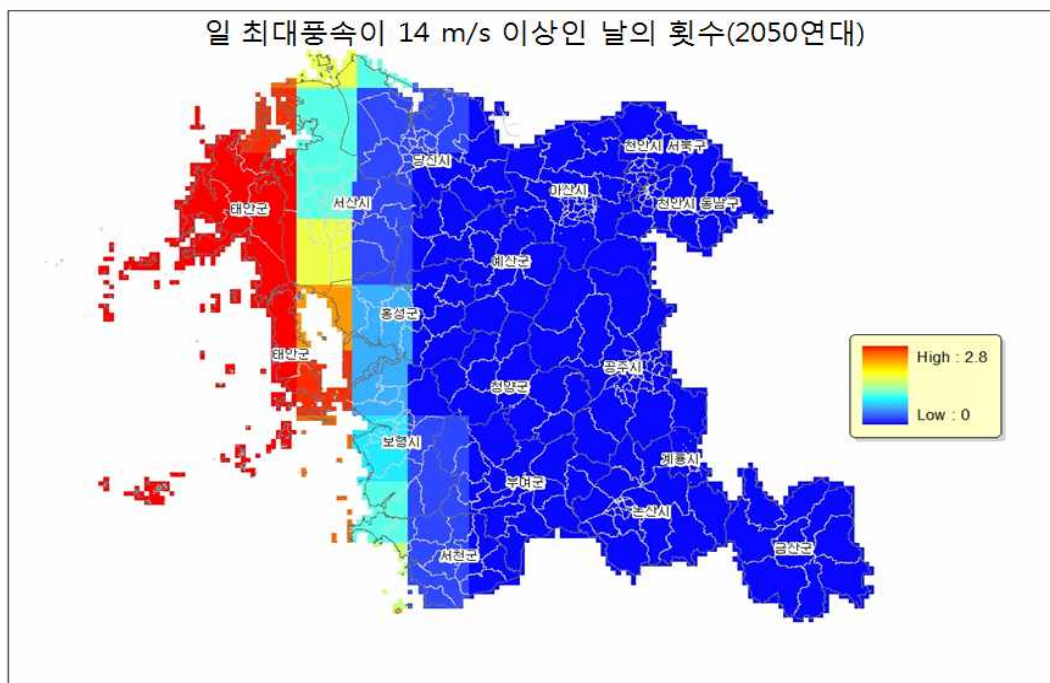 일 최대풍속이 14 m/s 이상인 날의 횟수(2050연대)
천안시 서북구
당진시
아산시
천안시 동남구
태안군
서산시
예산군
홍성군
High : 2.8
태안군
공주시
청양군
Low : 0
보령시
계룡시
부여군
논산시
서천군
금산군